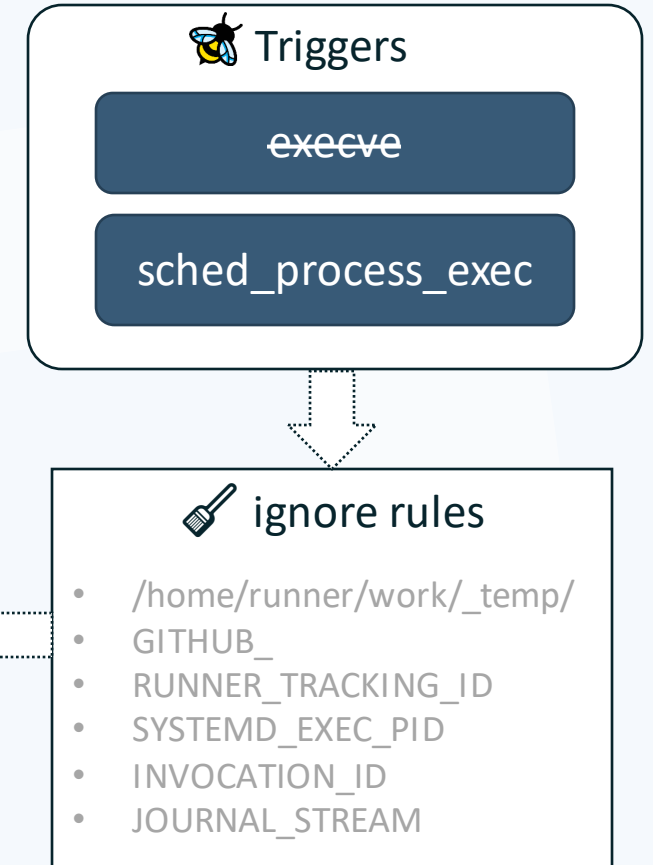 Triggers
execve
sched_process_exec
ignore rules
• /home/runner/work/_temp/
• GITHUB_
• RUNNER_TRACKING_ID
• SYSTEMD_EXEC_PID
• INVOCATION_ID
• JOURNAL_STREAM